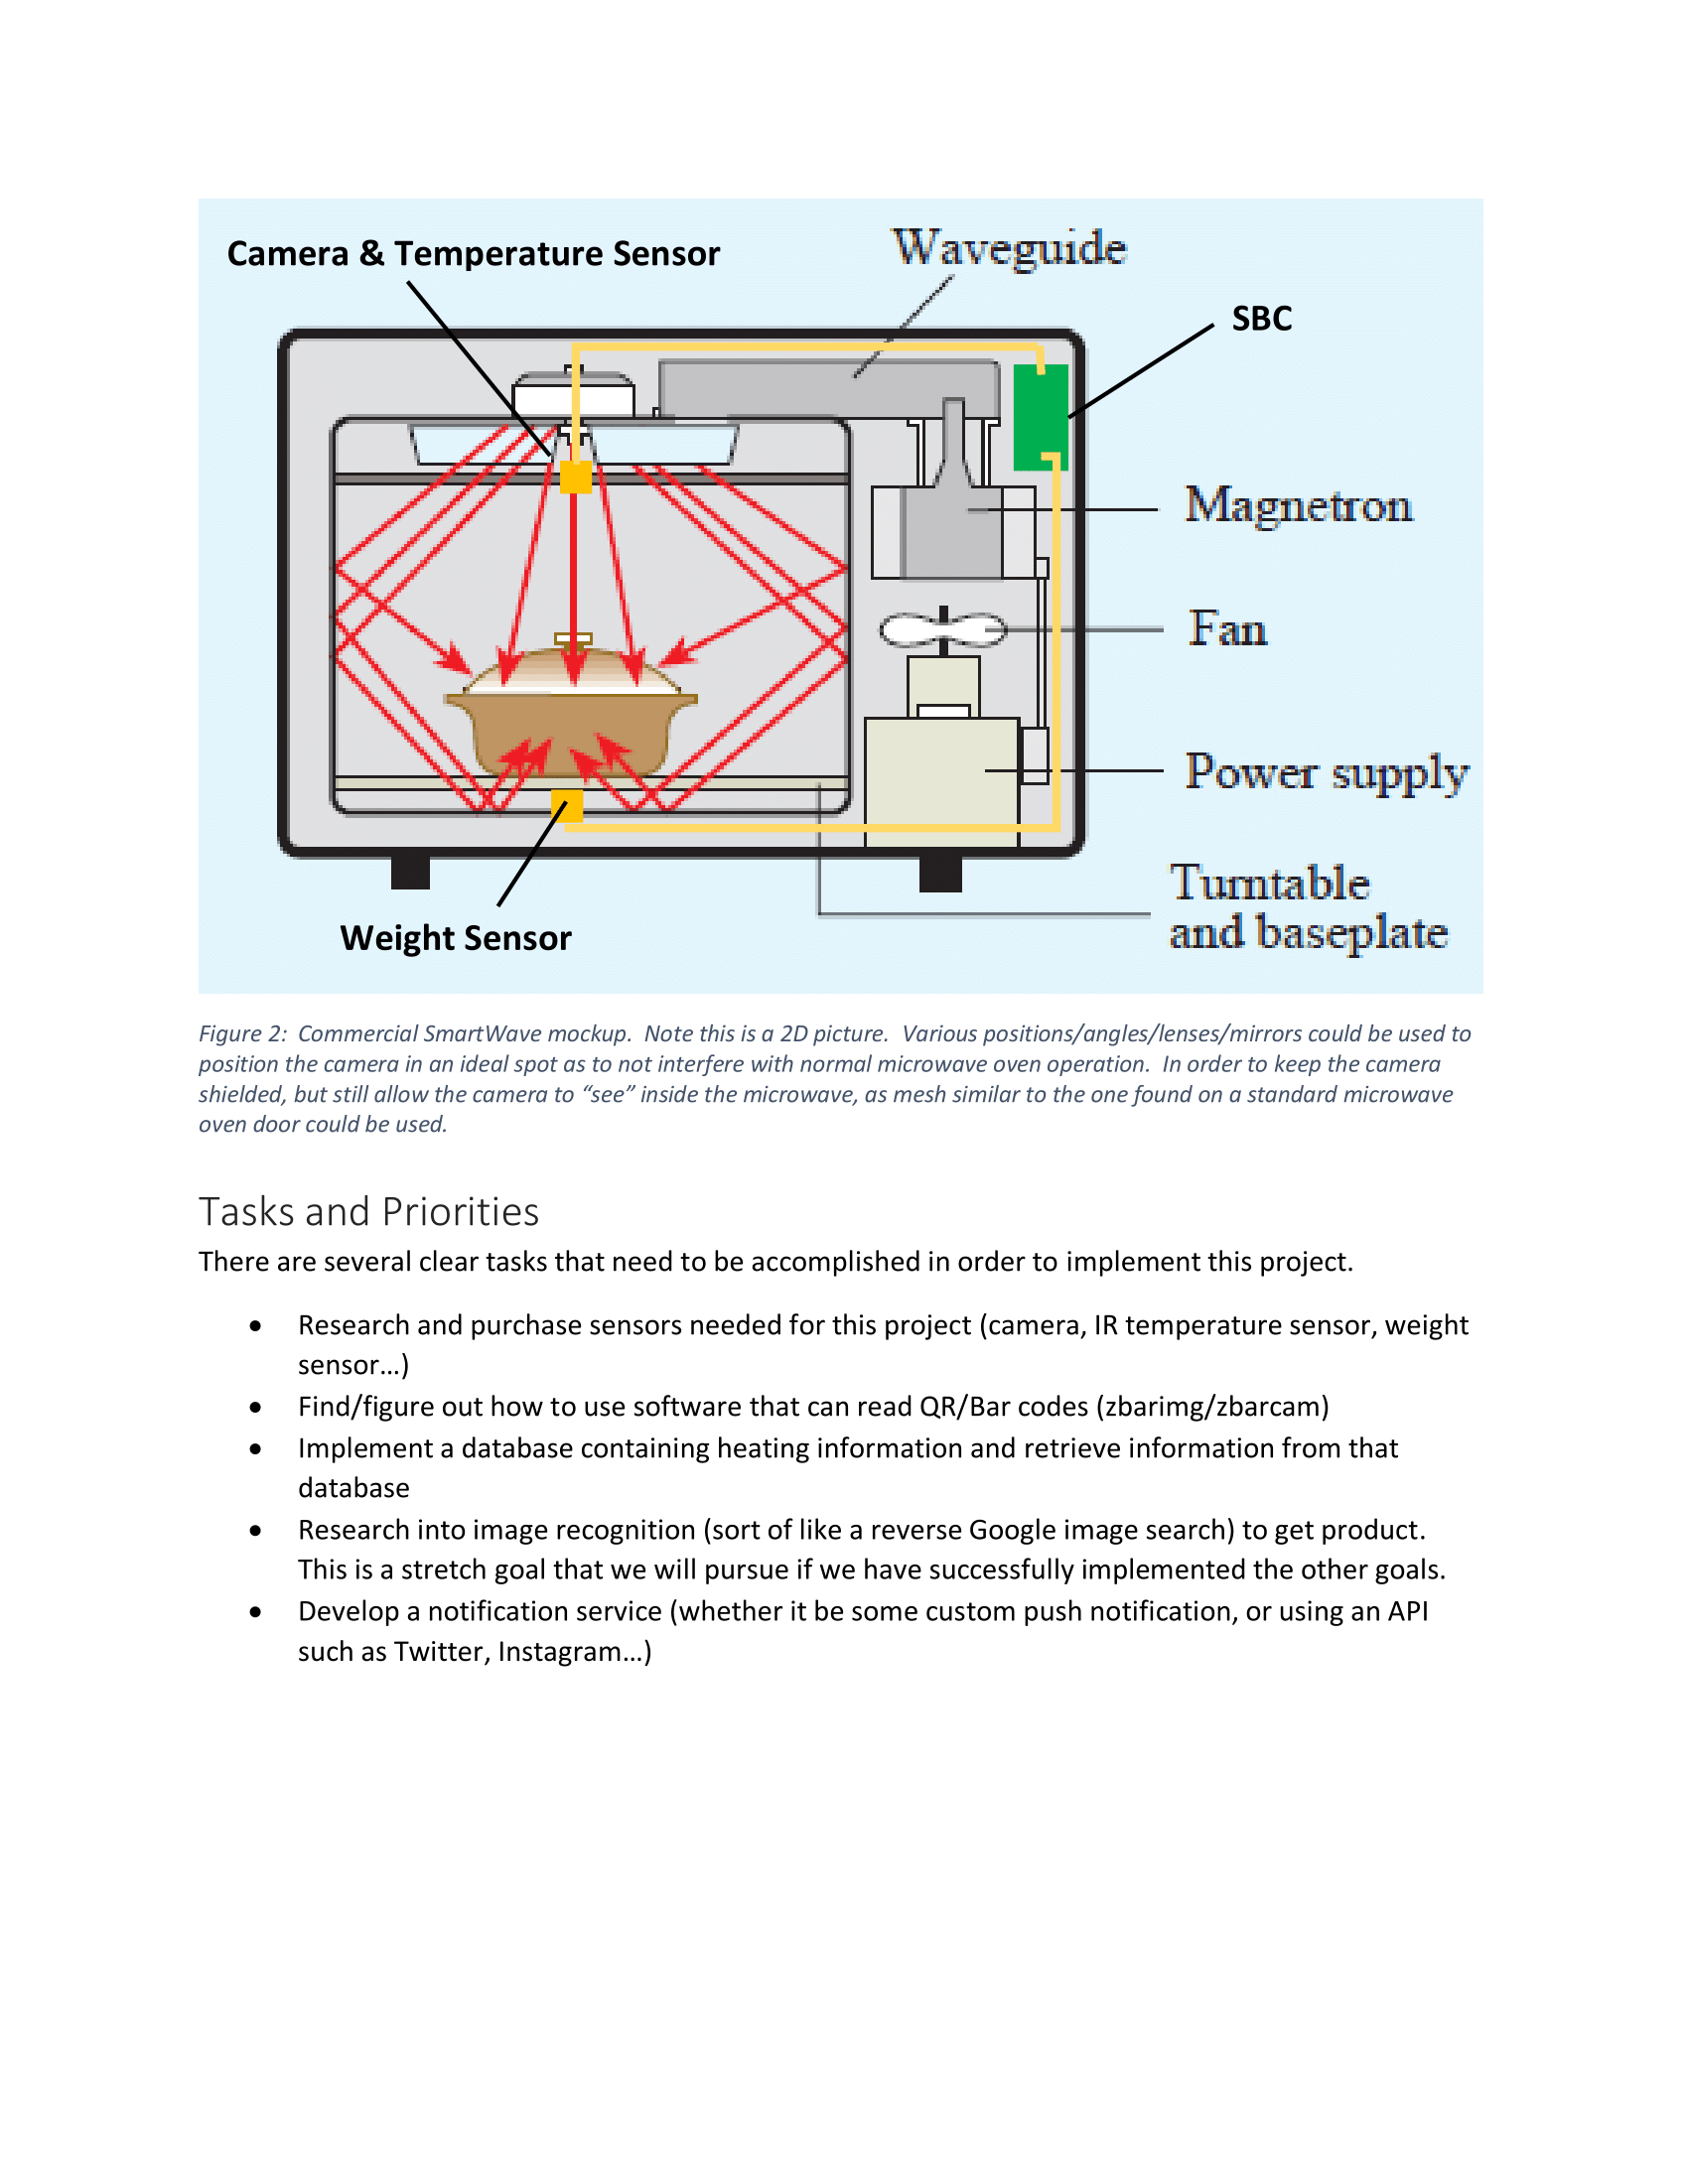 Camera & Temperature Sensor
Waveguide
SBC
Magnetron
Fan
Power supply
Turntable
and baseplate
Weight Sensor
Figure 2:  Commercial SmartWave mockup.  Note this is a 2D picture.  Various positions/angles/lenses/mirrors could be used to
position the camera in an ideal spot as to not interfere with normal microwave oven operation.  In order to keep the camera
shielded, but still allow the camera to “see” inside the microwave, as mesh similar to the one found on a standard microwave
oven door could be used.
Tasks and Priorities
There are several clear tasks that need to be accomplished in order to implement this project.
• Research and purchase sensors needed for this project (camera, IR temperature sensor, weight
sensor…)
• Find/figure out how to use software that can read QR/Bar codes (zbarimg/zbarcam)
• Implement a database containing heating information and retrieve information from that
database
• Research into image recognition (sort of like a reverse Google image search) to get product.
This is a stretch goal that we will pursue if we have successfully implemented the other goals.
• Develop a notification service (whether it be some custom push notification, or using an API
such as Twitter, Instagram…)